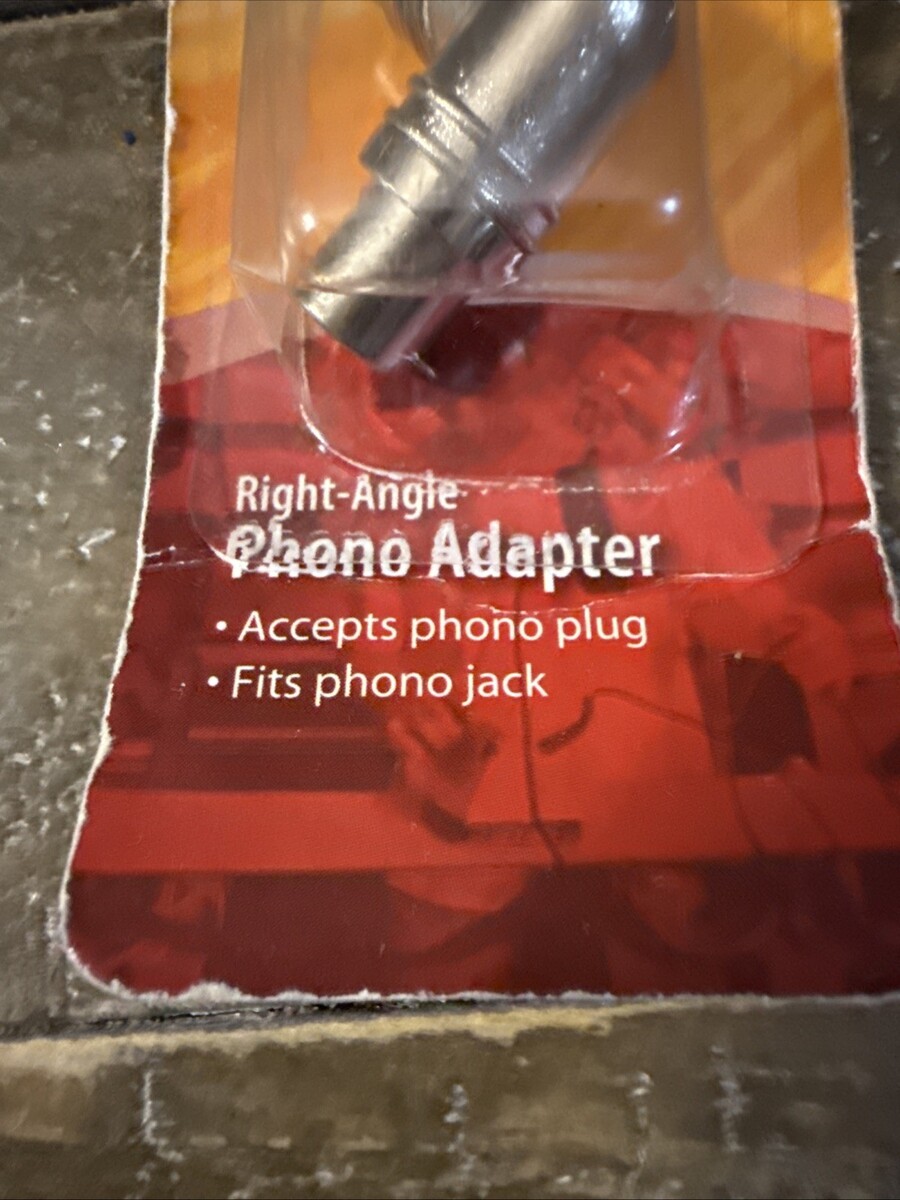 Right-Angle
Phono Adapter
• Accepts phono plug
• Fits phono jack